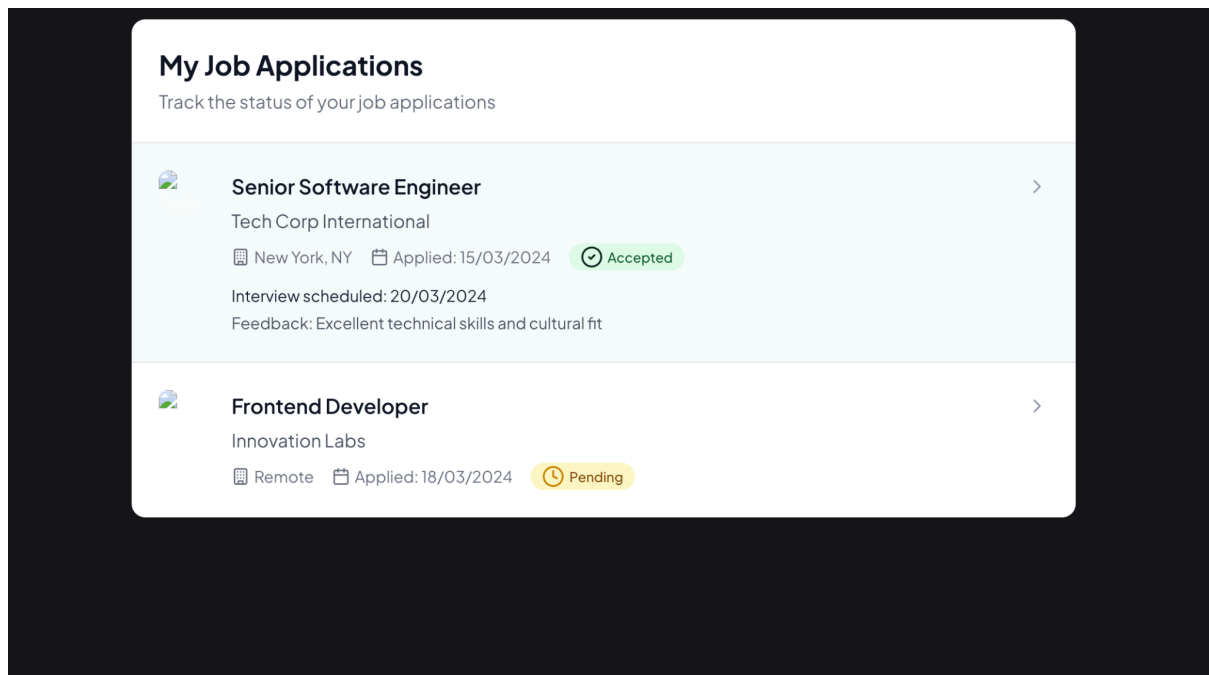 My Job Applications
Track the status of your job applications
Senior Software Engineer
Tech Corp International
New York, NY Applied: 15/03/2024 Accepted
Interview scheduled: 20/03/2024
Feedback: Excellent technical skills and cultural fit
Frontend Developer
Innovation Labs
Remote Applied: 18/03/2024 Pending